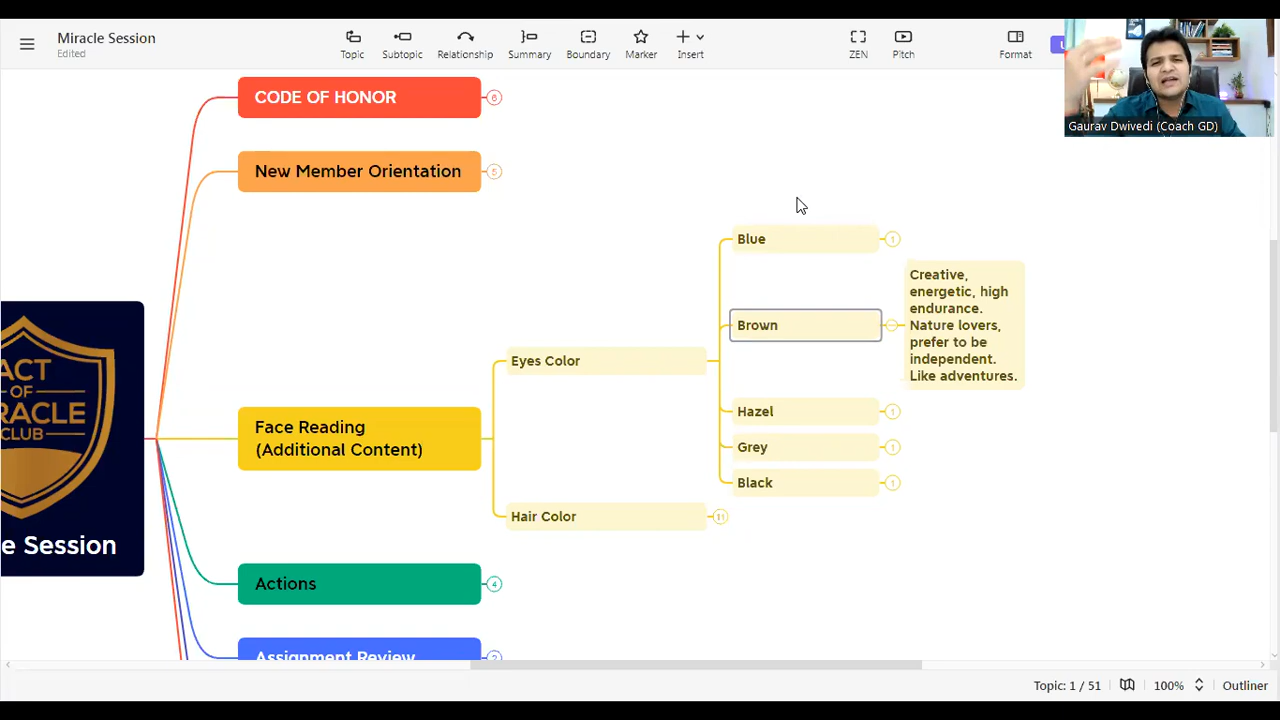 Miracle Session
Edited
Topic
Subtopic
Relationship
Summary
Boundary
Marker
Insert
ZEN
Pitch
Format
Gaurav Dwivedi (Coach GD)
CODE OF HONOR
6
New Member Orientation
5
Blue
1
Creative,
energetic, high
endurance.
Nature lovers,
prefer to be
independent.
Like adventures.
Brown
Eyes Color
Hazel
1
Face Reading
(Additional Content)
Grey
1
Black
1
Hair Color
11
ACT
OF
RACLE
CLUB
e Session
Actions
4
Assignment Review
2
Topic: 1 / 51
100%
Outliner